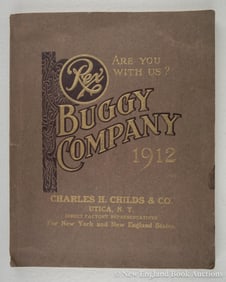 ARE YOU
WITH US?
Rex
BUGGY
COMPANY
1912
CHARLES H. CHILDS & CO.
UTICA, N. Y.
DIRECT FACTORY REPRESENTATIVES
For New York and New England States
© New England Book Auctions